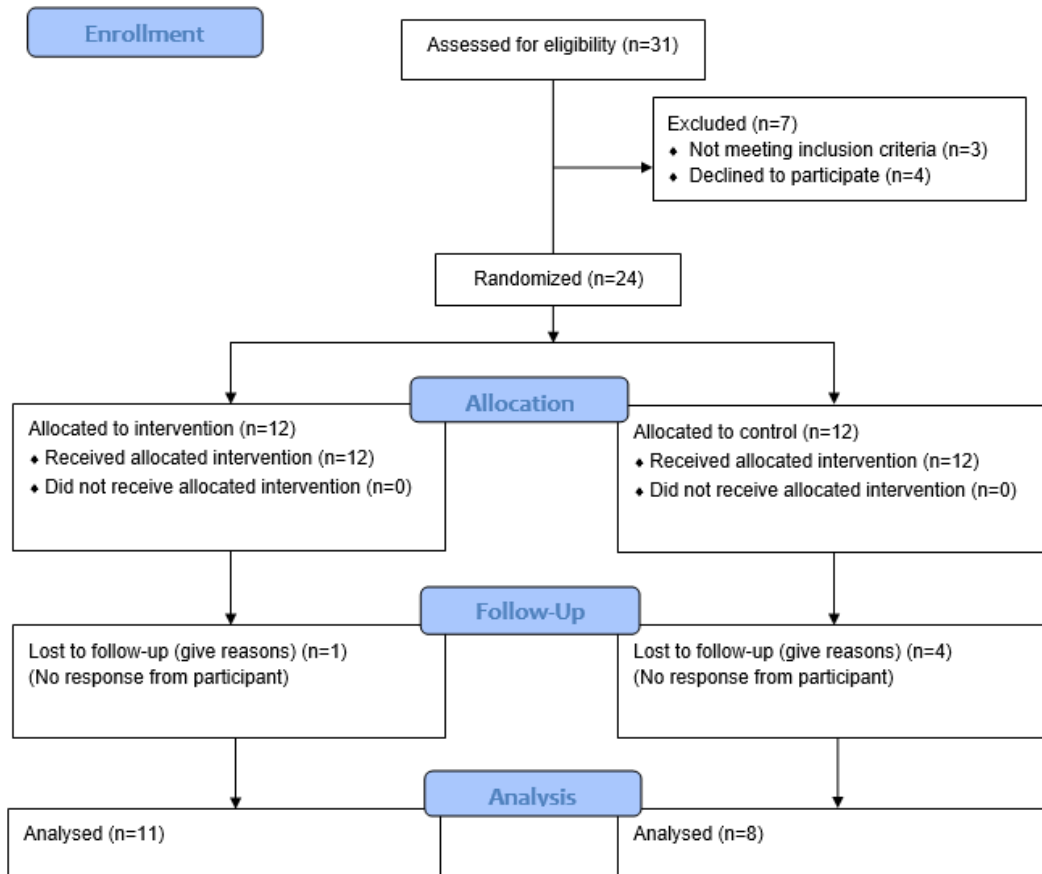 Enrollment
Assessed for eligibility (n=31)
Excluded (n=7)
♦ Not meeting inclusion criteria (n=3)
♦ Declined to participate (n=4)
Randomized (n=24)
Allocation
Allocated to intervention (n=12)
♦ Received allocated intervention (n=12)
♦ Did not receive allocated intervention (n=0)
Allocated to control (n=12)
♦ Received allocated intervention (n=12)
♦ Did not receive allocated intervention (n=0)
Follow-Up
Lost to follow-up (give reasons) (n=1)
(No response from participant)
Lost to follow-up (give reasons) (n=4)
(No response from participant)
Analysis
Analysed (n=11)
Analysed (n=8)